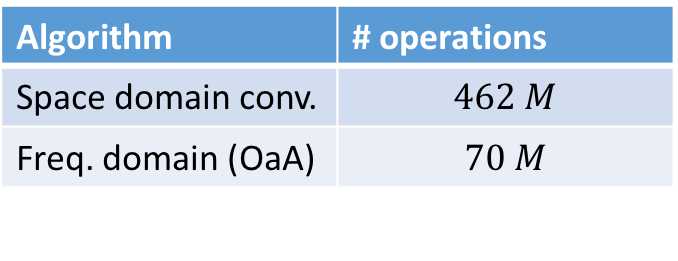 Algorithm # operations
Space domain conv. 462 M
Freq. domain (OaA) 70 M